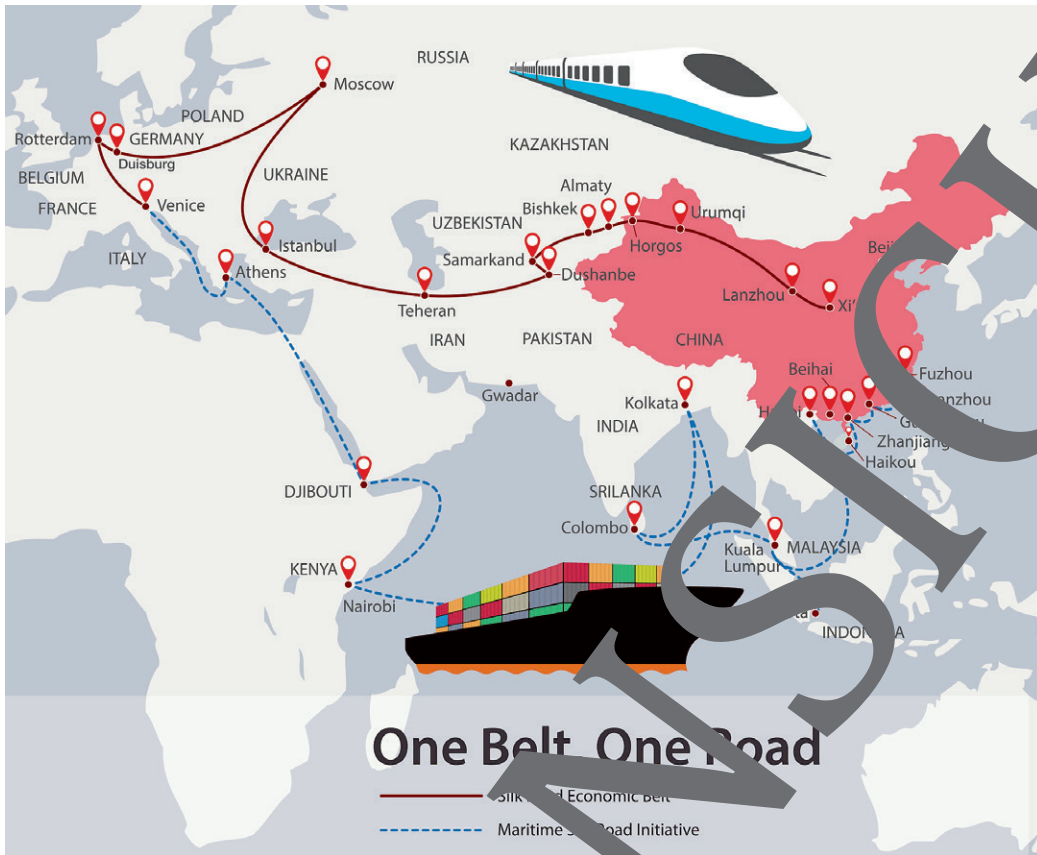 RUSSIA
Moscow
POLAND
Rotterdam
GERMANY
Duisburg
KAZAKHSTAN
BELGIUM
UKRAINE
Almaty
FRANCE
Venice
Bishkek
UZBEKISTAN
Urumqi
Istanbul
Horgos
ITALY
Samarkand
Athens
Dushanbe
Lanzhou
Teheran
IRAN
PAKISTAN
CHINA
Beihai
Fuzhou
Gwadar
Kolkata
INDIA
Zhanjiang
Haikou
DJIBOUTI
SRILANKA
Colombo
Kuala
Lumpur
MALAYSIA
KENYA
Nairobi
One Belt One Road
Economic Belt
Maritime Road Initiative